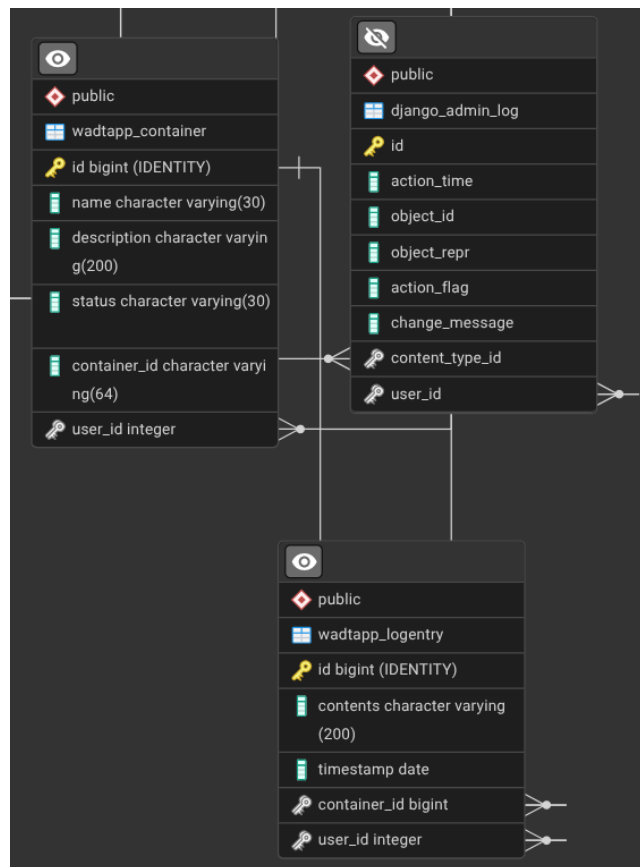 public
wadtapp_container
id bigint (IDENTITY)
name character varying(30)
description character varyin
g(200)
status character varying(30)
container_id character varyi
ng(64)
user_id integer
public
django_admin_log
id
action_time
object_id
object_repr
action_flag
change_message
content_type_id
user_id
public
wadtapp_logentry
id bigint (IDENTITY)
contents character varying
(200)
timestamp date
container_id bigint
user_id integer